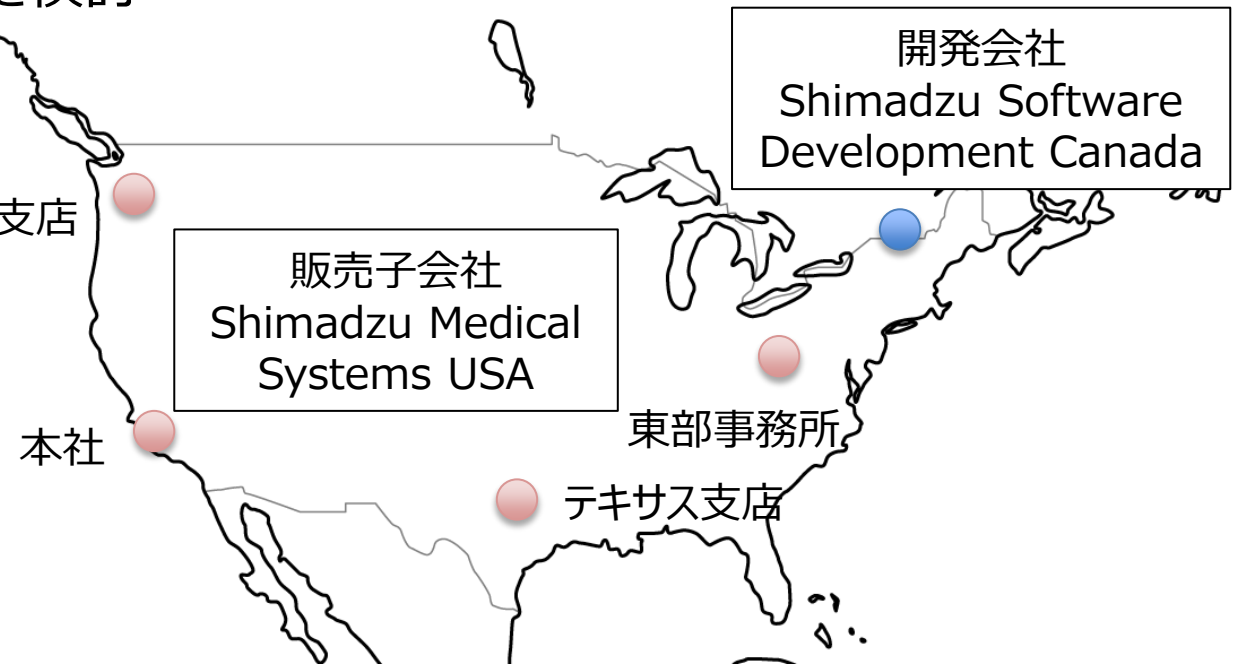 開発会社
Shimadzu Software
Development Canada
支店
販売子会社
Shimadzu Medical
Systems USA
本社
東部事務所
テキサス支店